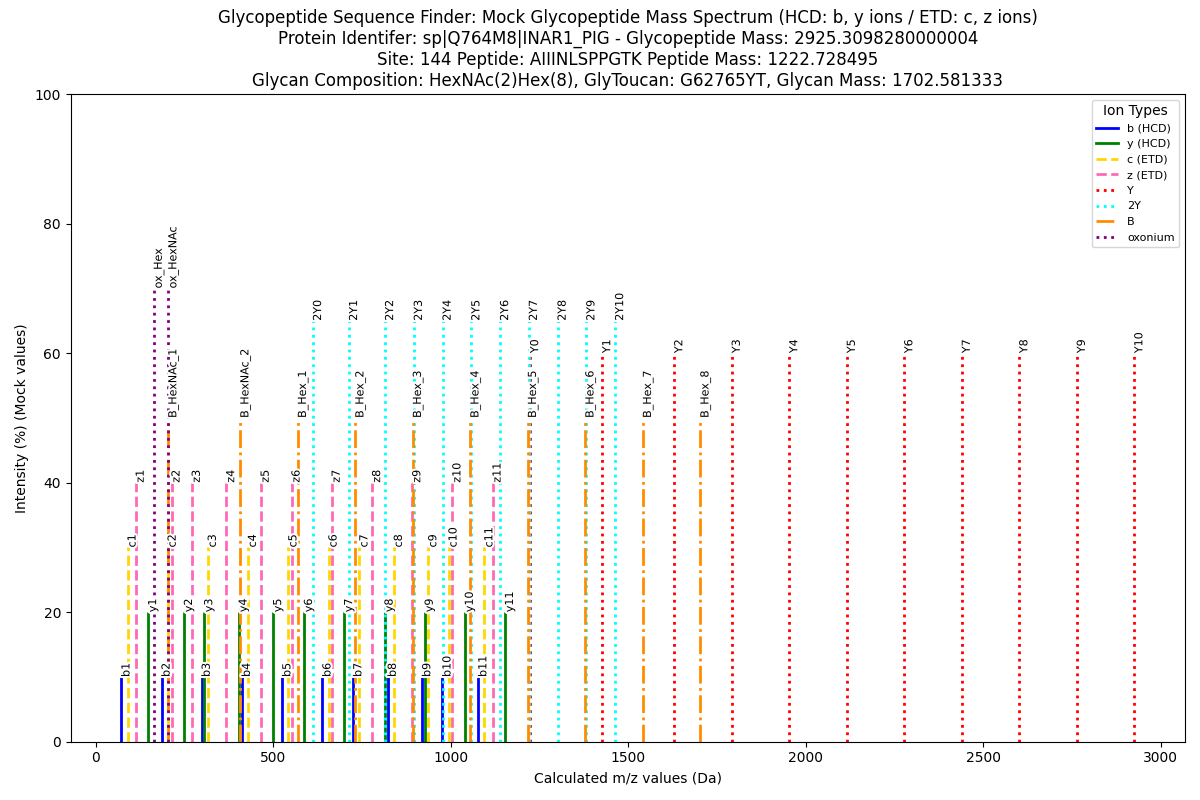 Glycopeptide Sequence Finder: Mock Glycopeptide Mass Spectrum (HCD: b, y ions / ETD: c, z ions)
Protein Identifer: sp|Q764M8|INAR1_PIG - Glycopeptide Mass: 2925.3098280000004
Site: 144 Peptide: AIIINLSPPGTK Peptide Mass: 1222.728495
Glycan Composition: HexNAc(2)Hex(8), GlyToucan: G62765YT, Glycan Mass: 1702.581333
Intensity (%) (Mock values)
100
80
60
40
20
0
Ion Types
b (HCD)
y (HCD)
c (ETD)
z (ETD)
Y
2Y
B
oxonium
ox_Hex
ox_HexNAc
2Y0
2Y1
2Y2
2Y3
2Y4
2Y5
2Y6
2Y7
2Y8
2Y9
2Y10
Y0
Y1
Y2
Y3
Y4
Y5
Y6
Y7
Y8
Y9
Y10
B_HexNAc_1
B_HexNAc_2
B_Hex_1
B_Hex_2
B_Hex_3
B_Hex_4
B_Hex_5
B_Hex_6
B_Hex_7
B_Hex_8
z1
z2
z3
z4
z5
z6
z7
z8
z9
z10
z11
c1
c2
c3
c4
c5
c6
c7
c8
c9
c10
c11
y1
y2
y3
y4
y5
y6
y7
y8
y9
y10
y11
b1
b2
b3
b4
b5
b6
b7
b8
b9
b10
b11
0
500
1000
1500
2000
2500
3000
Calculated m/z values (Da)